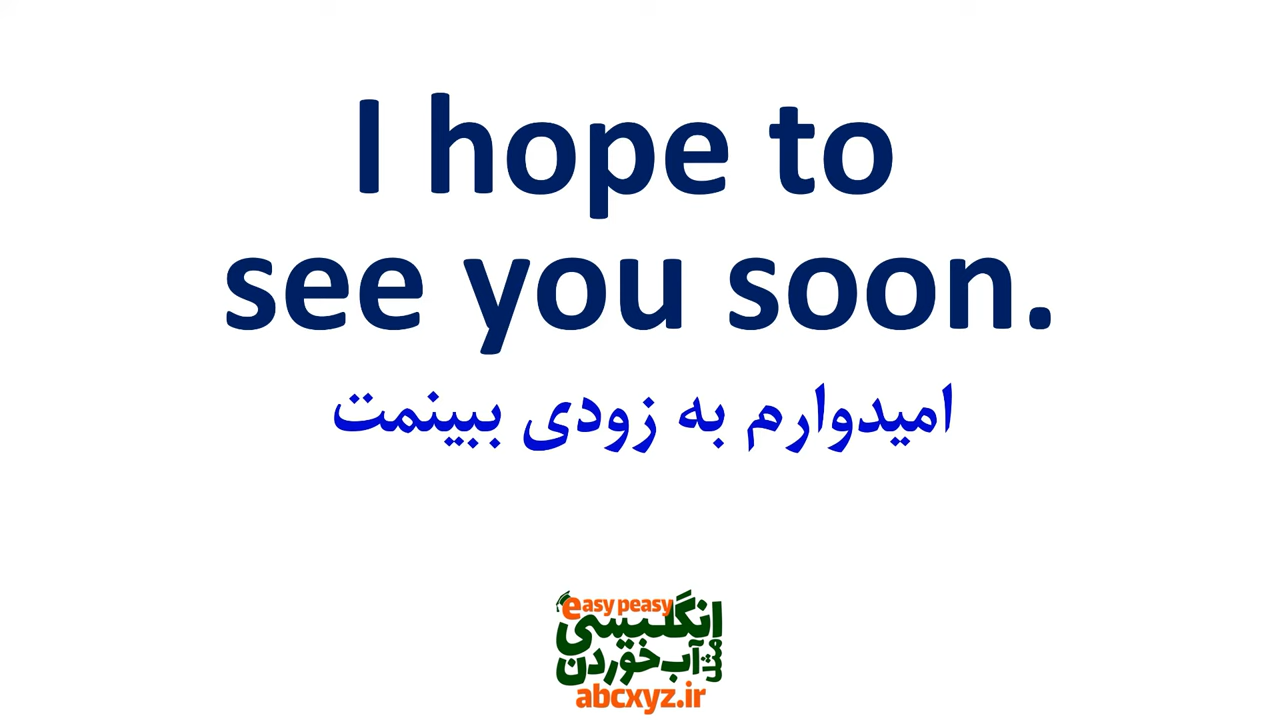 I hope to
see you soon.
امیدوارم به زودی ببینمت
easy peasy
انگلیسی
مثل آب خوردن
abcxyz.ir